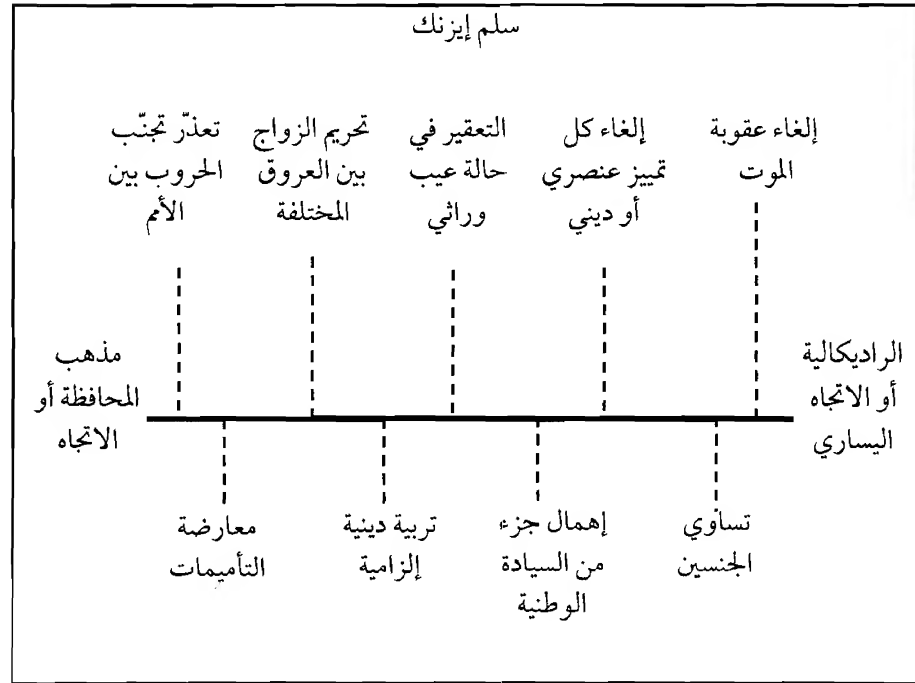 سلم إيزنك
إلغاء عقوبة
الموت
إلغاء كل
تمييز عنصري
أو ديني
التعقير في
حالة عيب
وراثي
تحريم الزواج
بين العروق
المختلفة
تعذّر تجنّب
الحروب بين
الأمم
الراديكالية
أو الاتجاه
اليساري
مذهب
المحافظة أو
الاتجاه
تساوي
الجنسين
إهمال جزء
من السيادة
الوطنية
تربية دينية
إلزامية
معارضة
التأميمات